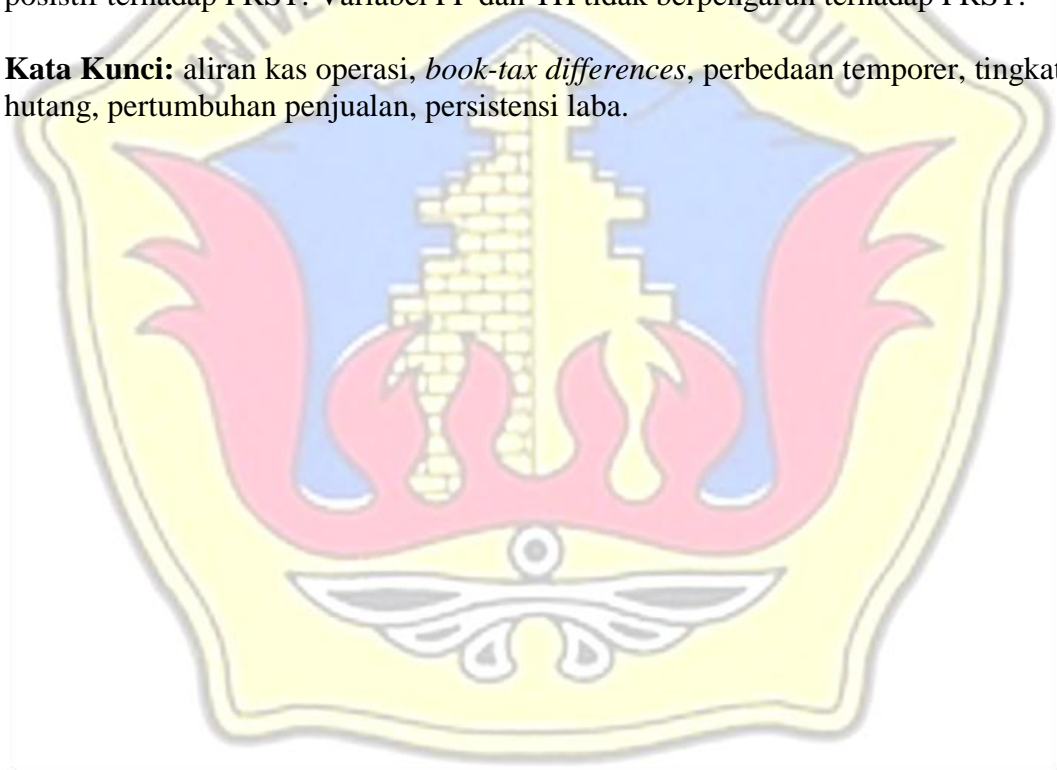 posistif terhadap PRST. Variabel PP dan TH tidak berpengaruh terhadap PRST.
Kata Kunci: aliran kas operasi, book-tax differences, perbedaan temporer, tingkat
hutang, pertumbuhan penjualan, persistensi laba.